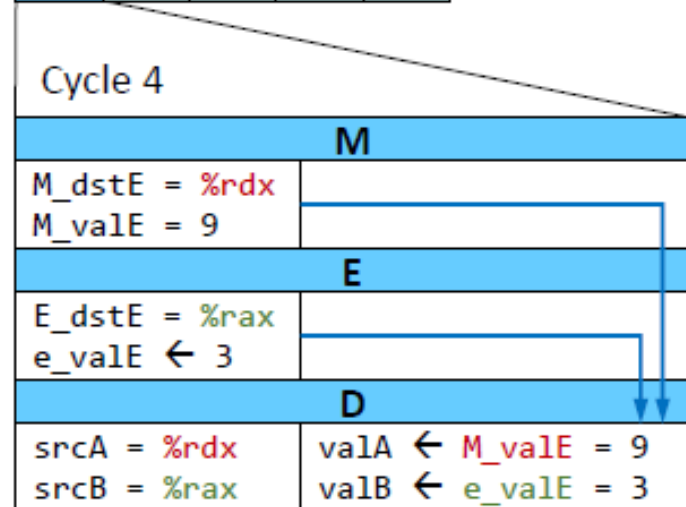 Cycle 4
M
M_dstE = %rdx
M_valE = 9
E
E_dstE = %rax
e_valE ← 3
D
srcA = %rdx
srcB = %rax
valA ← M_valE = 9
valB ← e_valE = 3